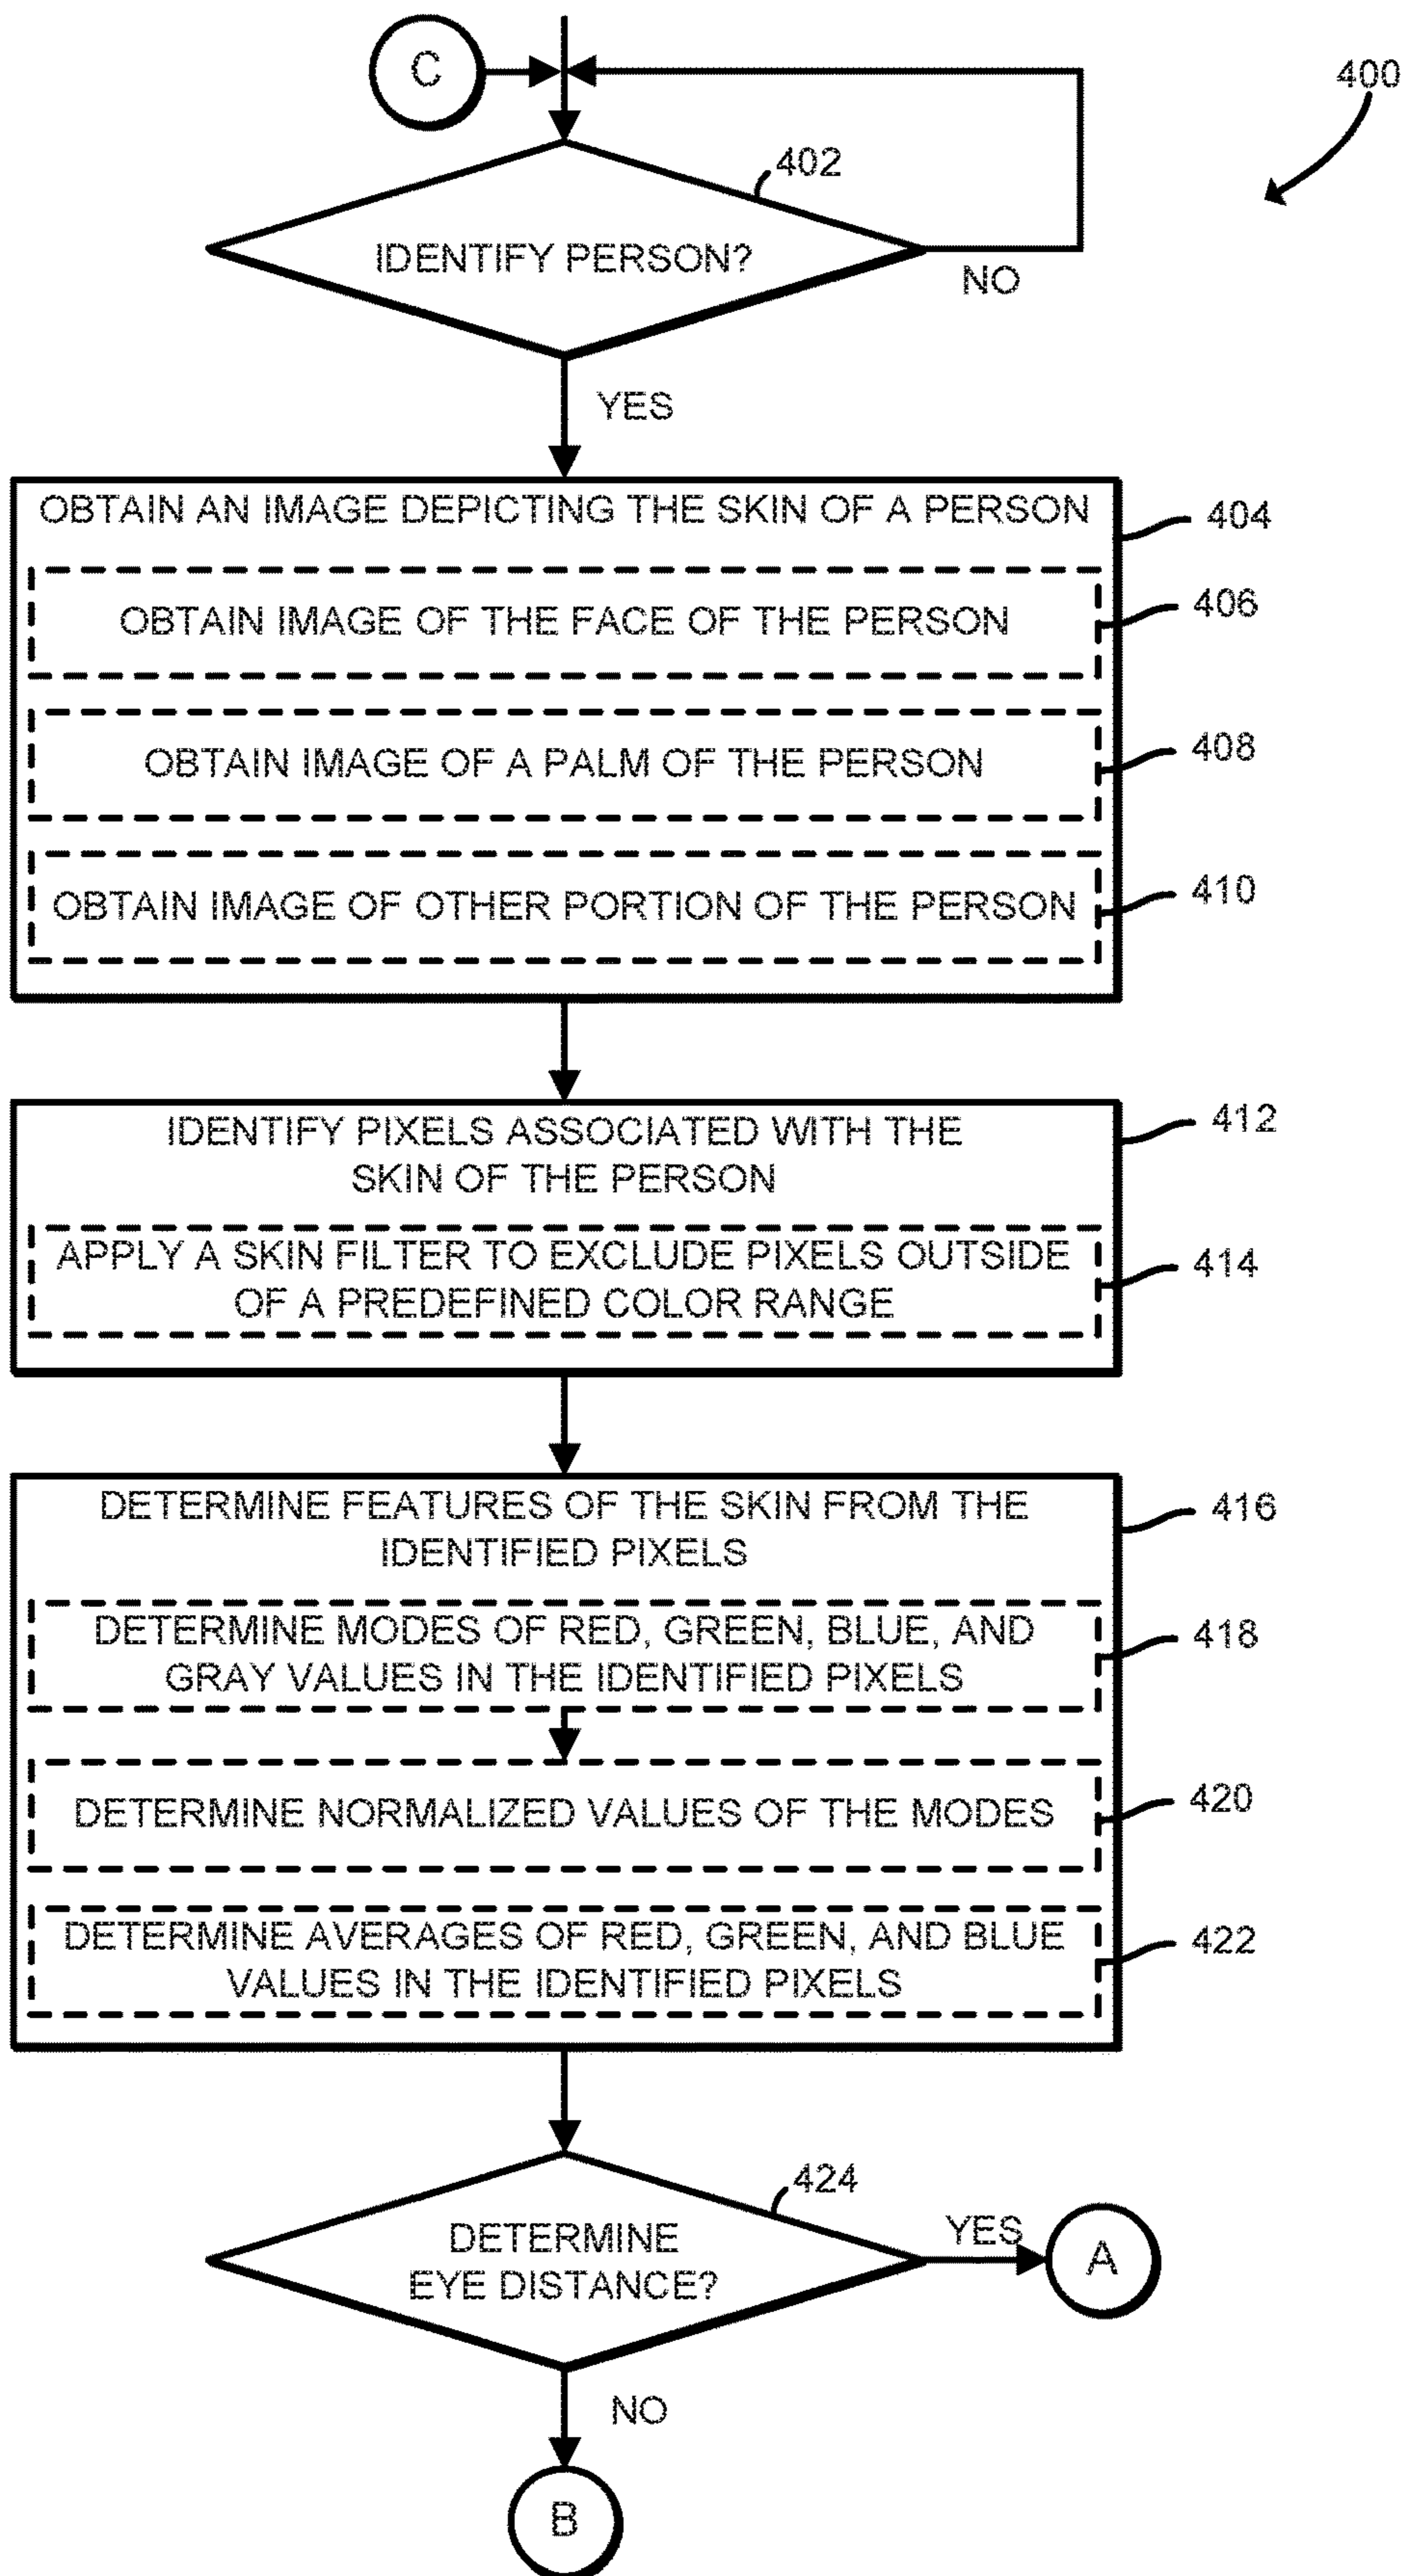 C
400
402
IDENTIFY PERSON?
NO
YES
OBTAIN AN IMAGE DEPICTING THE SKIN OF A PERSON
404
OBTAIN IMAGE OF THE FACE OF THE PERSON
406
OBTAIN IMAGE OF A PALM OF THE PERSON
408
OBTAIN IMAGE OF OTHER PORTION OF THE PERSON
410
IDENTIFY PIXELS ASSOCIATED WITH THE
SKIN OF THE PERSON
412
APPLY A SKIN FILTER TO EXCLUDE PIXELS OUTSIDE
OF A PREDEFINED COLOR RANGE
414
DETERMINE FEATURES OF THE SKIN FROM THE
IDENTIFIED PIXELS
416
DETERMINE MODES OF RED, GREEN, BLUE, AND
GRAY VALUES IN THE IDENTIFIED PIXELS
418
DETERMINE NORMALIZED VALUES OF THE MODES
420
DETERMINE AVERAGES OF RED, GREEN, AND BLUE
VALUES IN THE IDENTIFIED PIXELS
422
424
DETERMINE
EYE DISTANCE?
YES
A
NO
B